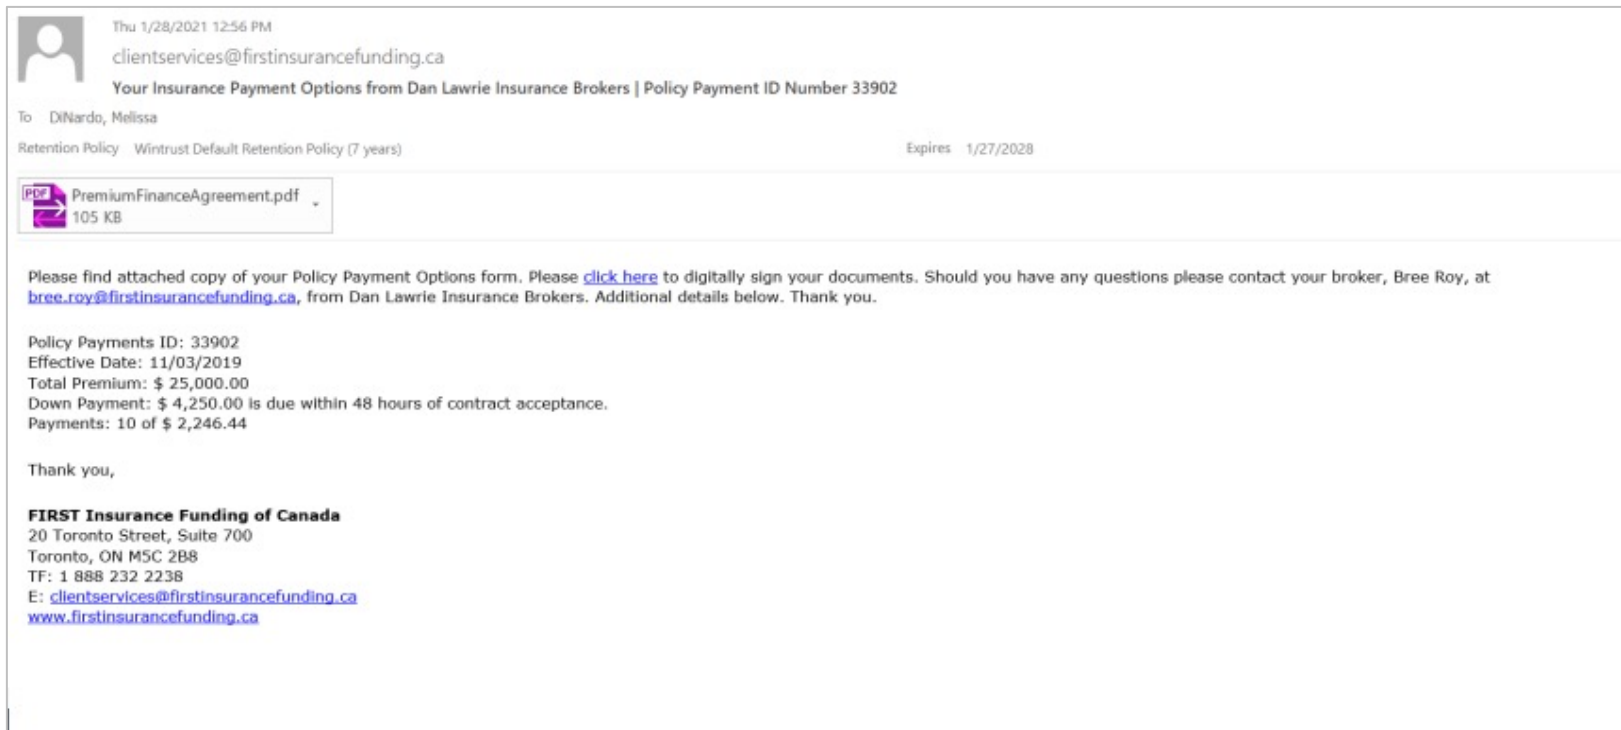 Thu 1/28/2021 12:56 PM
clientservices@firstinsurancefunding.ca
Your Insurance Payment Options from Dan Lawrie Insurance Brokers | Policy Payment ID Number 33902
To DiNardo, Melissa
Retention Policy Wintrust Default Retention Policy (7 years) Expires 1/27/2028
PDF
PremiumFinanceAgreement.pdf
105 KB
Please find attached copy of your Policy Payment Options form. Please click here to digitally sign your documents. Should you have any questions please contact your broker, Bree Roy, at
bree.roy@firstinsurancefunding.ca, from Dan Lawrie Insurance Brokers. Additional details below. Thank you.
Policy Payments ID: 33902
Effective Date: 11/03/2019
Total Premium: $ 25,000.00
Down Payment: $ 4,250.00 is due within 48 hours of contract acceptance.
Payments: 10 of $ 2,246.44
Thank you,
FIRST Insurance Funding of Canada
20 Toronto Street, Suite 700
Toronto, ON M5C 2B8
TF: 1 888 232 2238
E: clientservices@firstinsurancefunding.ca
www.firstinsurancefunding.ca